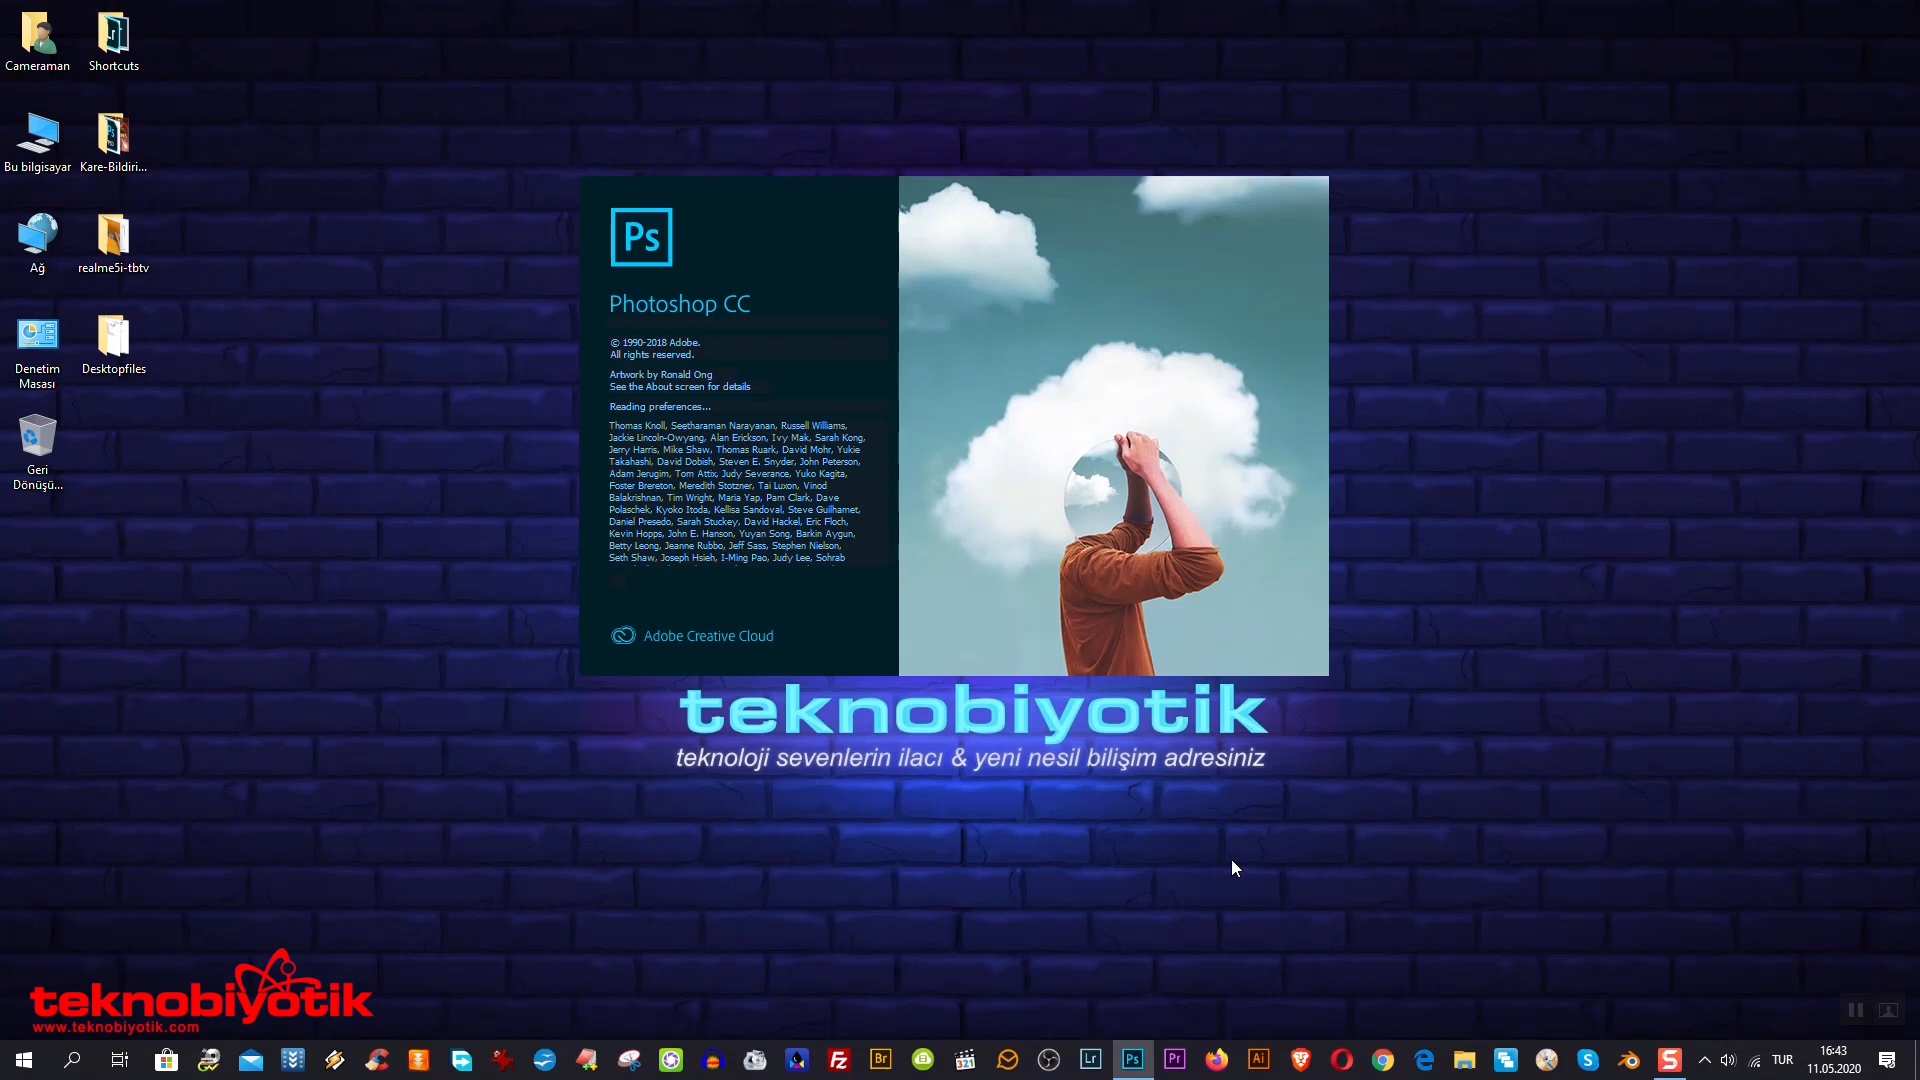 Cameraman
Shortcuts
Bu bilgisayar
Kare-Bildiri...
Ağ
realme5i-tbtv
Denetim
Masası
Desktopfiles
Geri
Dönüşü...
Ps
Photoshop CC
© 1990-2018 Adobe.
All rights reserved.
Artwork by Ronald Ong
See the About screen for details
Reading preferences...
Thomas Knoll, Seetharaman Narayanan, Russell Williams,
Jackie Lincoln-Owyang, Alan Erickson, Ivy Mak, Sarah Kong,
Jerry Harris, Mike Shaw, Thomas Ruark, David Mohr, Yukie
Takahashi, David Dobish, Steven E. Snyder, John Peterson,
Adam Jerugim, Tom Attix, Judy Severance, Yuko Kagita,
Foster Brereton, Meredith Stotzner, Tai Luxon, Vinod
Balakrishnan, Tim Wright, Maria Yap, Pam Clark, Dave
Polaschek, Kyoko Itoda, Kellisa Sandoval, Steve Guilhamet,
Daniel Presedo, Sarah Stuckey, David Hackel, Eric Floch,
Kevin Hopps, John E. Hanson, Yuyan Song, Barkin Aygun,
Betty Leong, Jeanne Rubbo, Jeff Sass, Stephen Nielson,
Seth Shaw, Joseph Hsieh, I-Ming Pao, Judy Lee, Sohrab
Adobe Creative Cloud
teknobiyotik
teknoloji sevenlerin ilacı & yeni nesil bilişim adresiniz
teknobiyotik
www.teknobiyotik.com
Fz
Br
321
Lr
Ps
Pr
Ai
S
S
TUR
16:43
11.05.2020